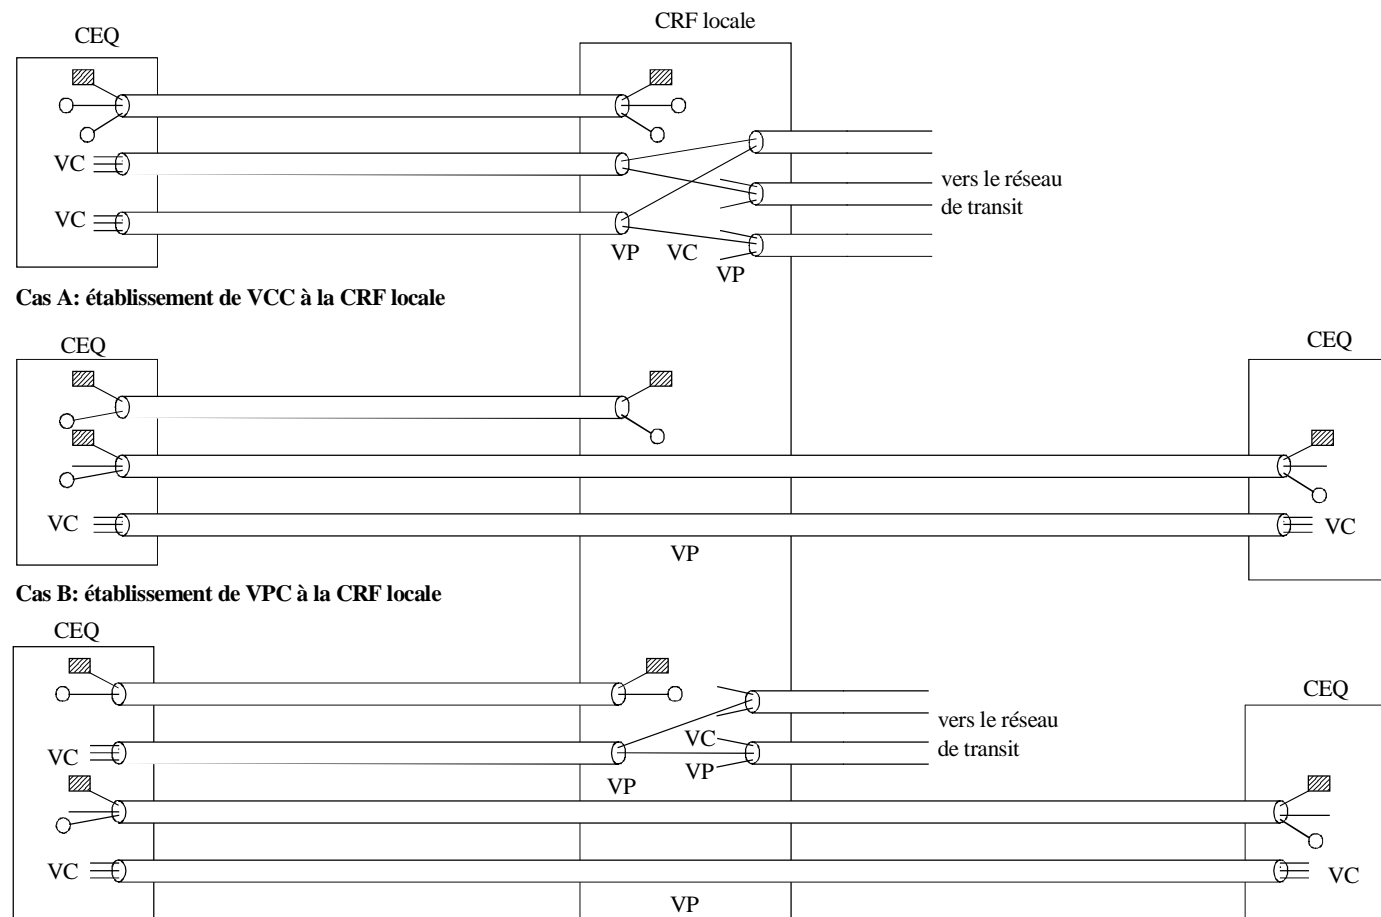 CRF locale
CEQ
VC
vers le réseau
de transit
VC
VP
VC
VP
Cas A: établissement de VCC à la CRF locale
CEQ
CEQ
VC
VC
VP
Cas B: établissement de VPC à la CRF locale
CEQ
CEQ
vers le réseau
de transit
VC
VC
VP
VP
VC
VC
VP